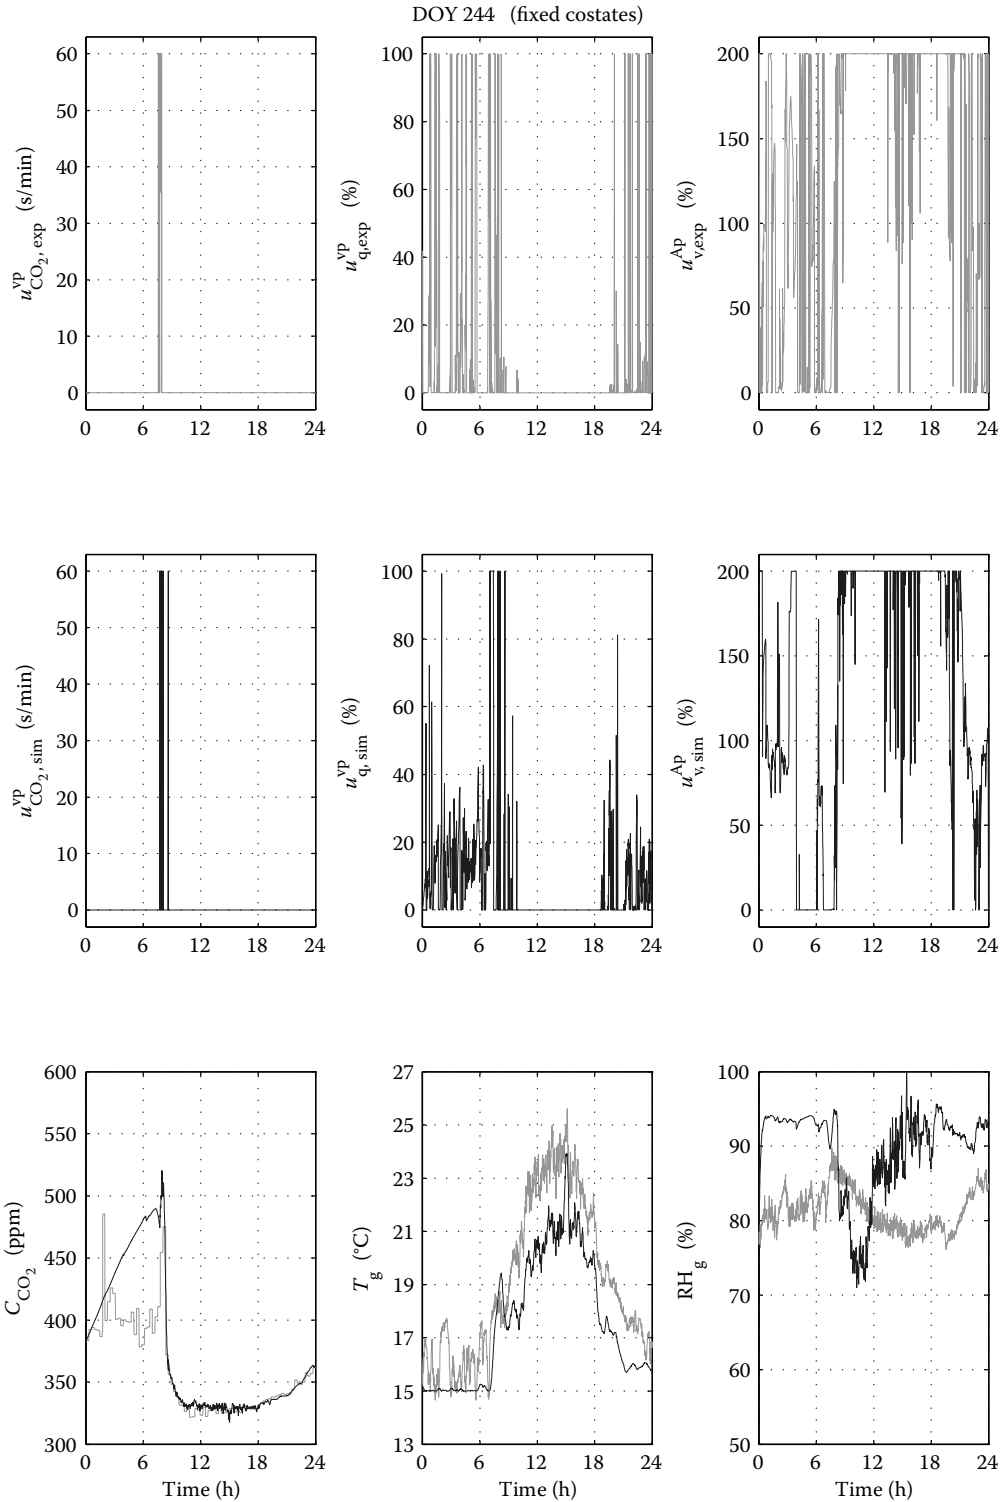 DOY 244 (fixed costates)
u^vp_CO2, exp (s/min)
60
50
40
30
20
10
0
0 6 12 18 24
u^vp_q,exp (%)
100
80
60
40
20
0
0 6 12 18 24
u^Ap_v,exp (%)
200
150
100
50
0
0 6 12 18 24
u^vp_CO2, sim (s/min)
60
50
40
30
20
10
0
0 6 12 18 24
u^vp_q, sim (%)
100
80
60
40
20
0
0 6 12 18 24
u^Ap_v, sim (%)
200
150
100
50
0
0 6 12 18 24
C_CO2 (ppm)
600
550
500
450
400
350
300
0 6 12 18 24
Time (h)
T_g (°C)
27
25
23
21
19
17
15
13
0 6 12 18 24
Time (h)
RH_g (%)
100
90
80
70
60
50
0 6 12 18 24
Time (h)